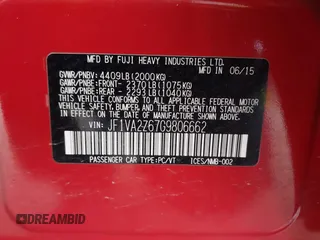 MFD BY FUJI HEAVY INDUSTRIES LTD. 06/15
GVWR/PNBV: 4409LB(2000KG)
GAWR/PNBE:FRONT- 2370LB(1075KG)
GAWR/PNBE:REAR - 2293LB(1040KG)
THIS VEHICLE CONFORMS TO ALL APPLICABLE
FEDERAL MOTOR VEHICLE SAFETY, BUMPER,
AND THEFT PREVENTION STANDARDS IN EFFECT
ON THE DATE OF MANUFACTURE SHOWN ABOVE.
VIN: JF1VA2Z67G9806662
PASSENGER CAR TYPE:PC/VT ICES/NMB-002
© DREAMBID